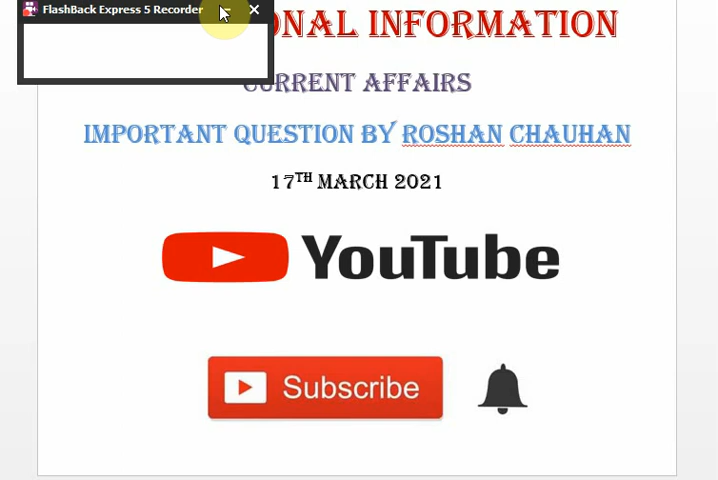 FlashBack Express 5 Recorder
ONAL INFORMATION
CURRENT AFFAIRS
IMPORTANT QUESTION BY ROSHAN CHAUHAN
17TH MARCH 2021
YouTube
Subscribe